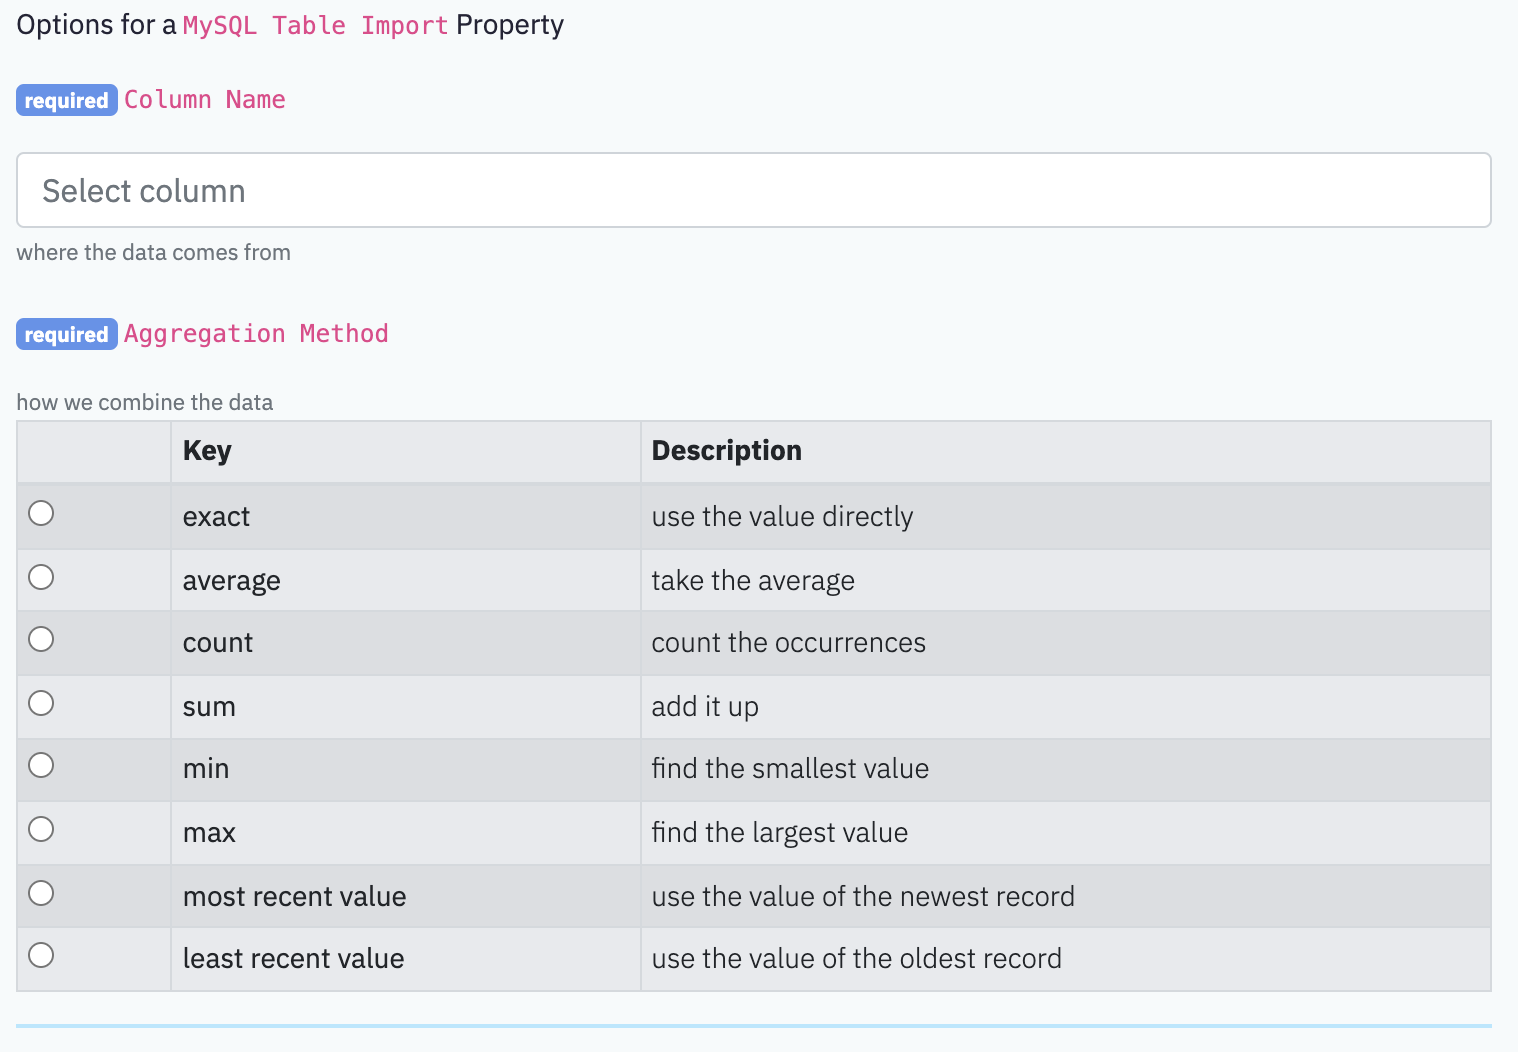 Options for a MySQL Table Import Property
required Column Name
Select column
where the data comes from
required Aggregation Method
how we combine the data
Key Description
exact use the value directly
average take the average
count count the occurrences
sum add it up
min find the smallest value
max find the largest value
most recent value use the value of the newest record
least recent value use the value of the oldest record